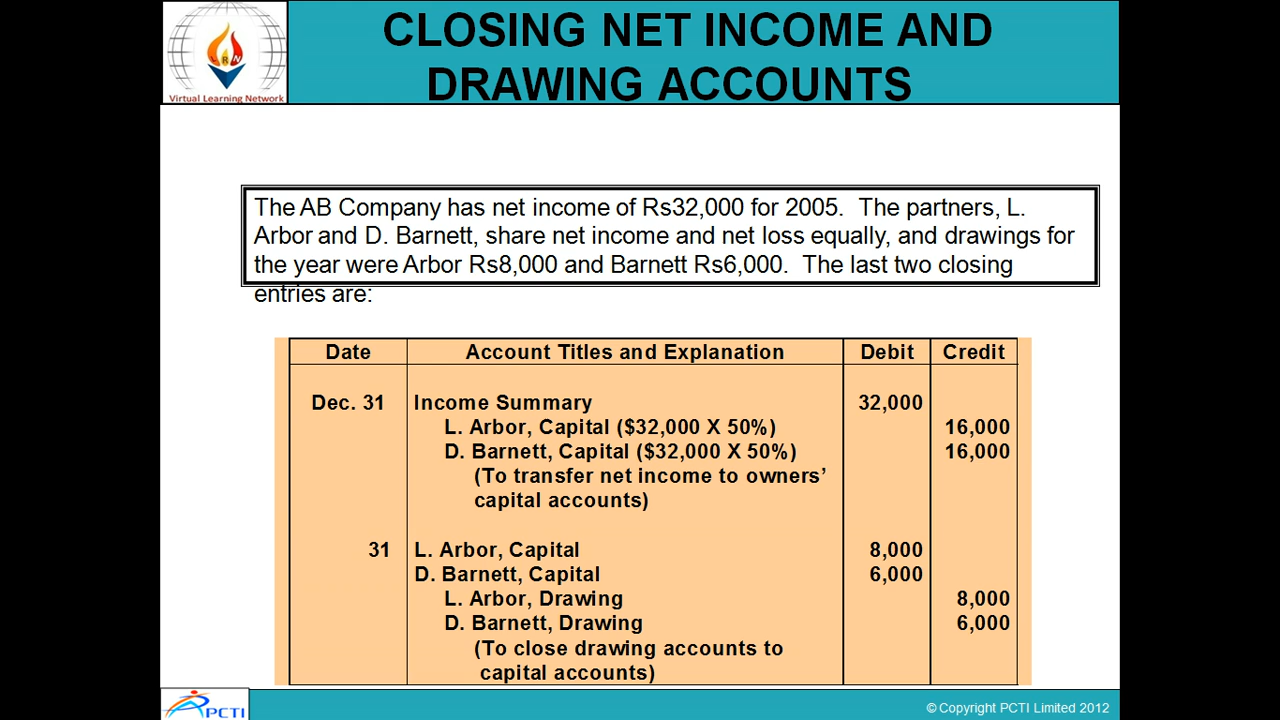 CLOSING NET INCOME AND
DRAWING ACCOUNTS
LRN
Virtual Learning Network
The AB Company has net income of Rs32,000 for 2005. The partners, L.
Arbor and D. Barnett, share net income and net loss equally, and drawings for
the year were Arbor Rs8,000 and Barnett Rs6,000. The last two closing
entries are:
Date Account Titles and Explanation Debit Credit
Dec. 31 Income Summary 32,000
L. Arbor, Capital ($32,000 X 50%) 16,000
D. Barnett, Capital ($32,000 X 50%) 16,000
(To transfer net income to owners’
capital accounts)
31 L. Arbor, Capital 8,000
D. Barnett, Capital 6,000
L. Arbor, Drawing 8,000
D. Barnett, Drawing 6,000
(To close drawing accounts to
capital accounts)
PCTI
© Copyright PCTI Limited 2012